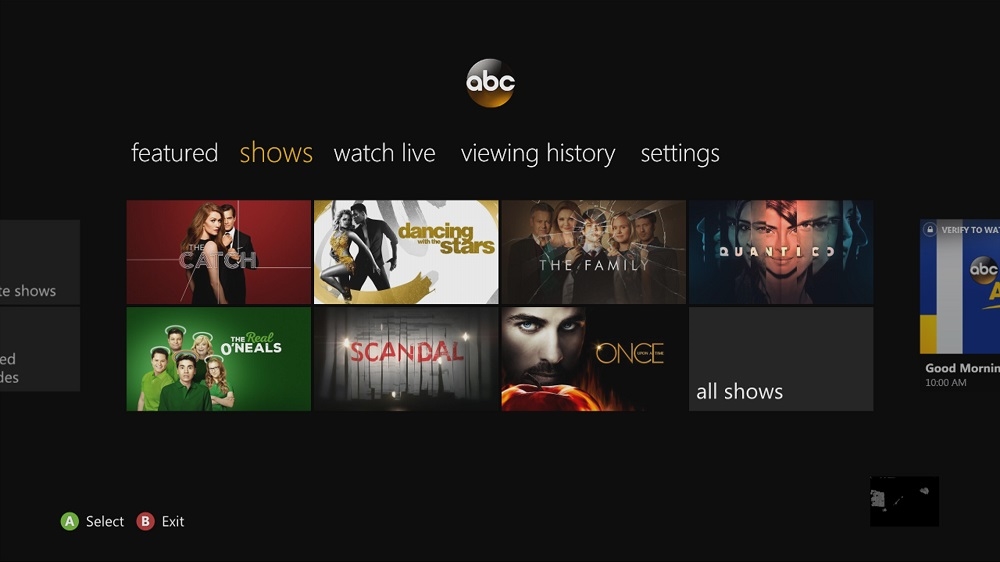 abc
featured shows watch live viewing history settings
te shows
ed
des
THE
CATCH
dancing
with the
stars
THE FAMILY
QUANTICO
THE Real
O'NEALS
SCANDAL
ONCE
UPON A TIME
all shows
VERIFY TO WAT
abc
A
Good Mornin
10:00 AM
A Select B Exit